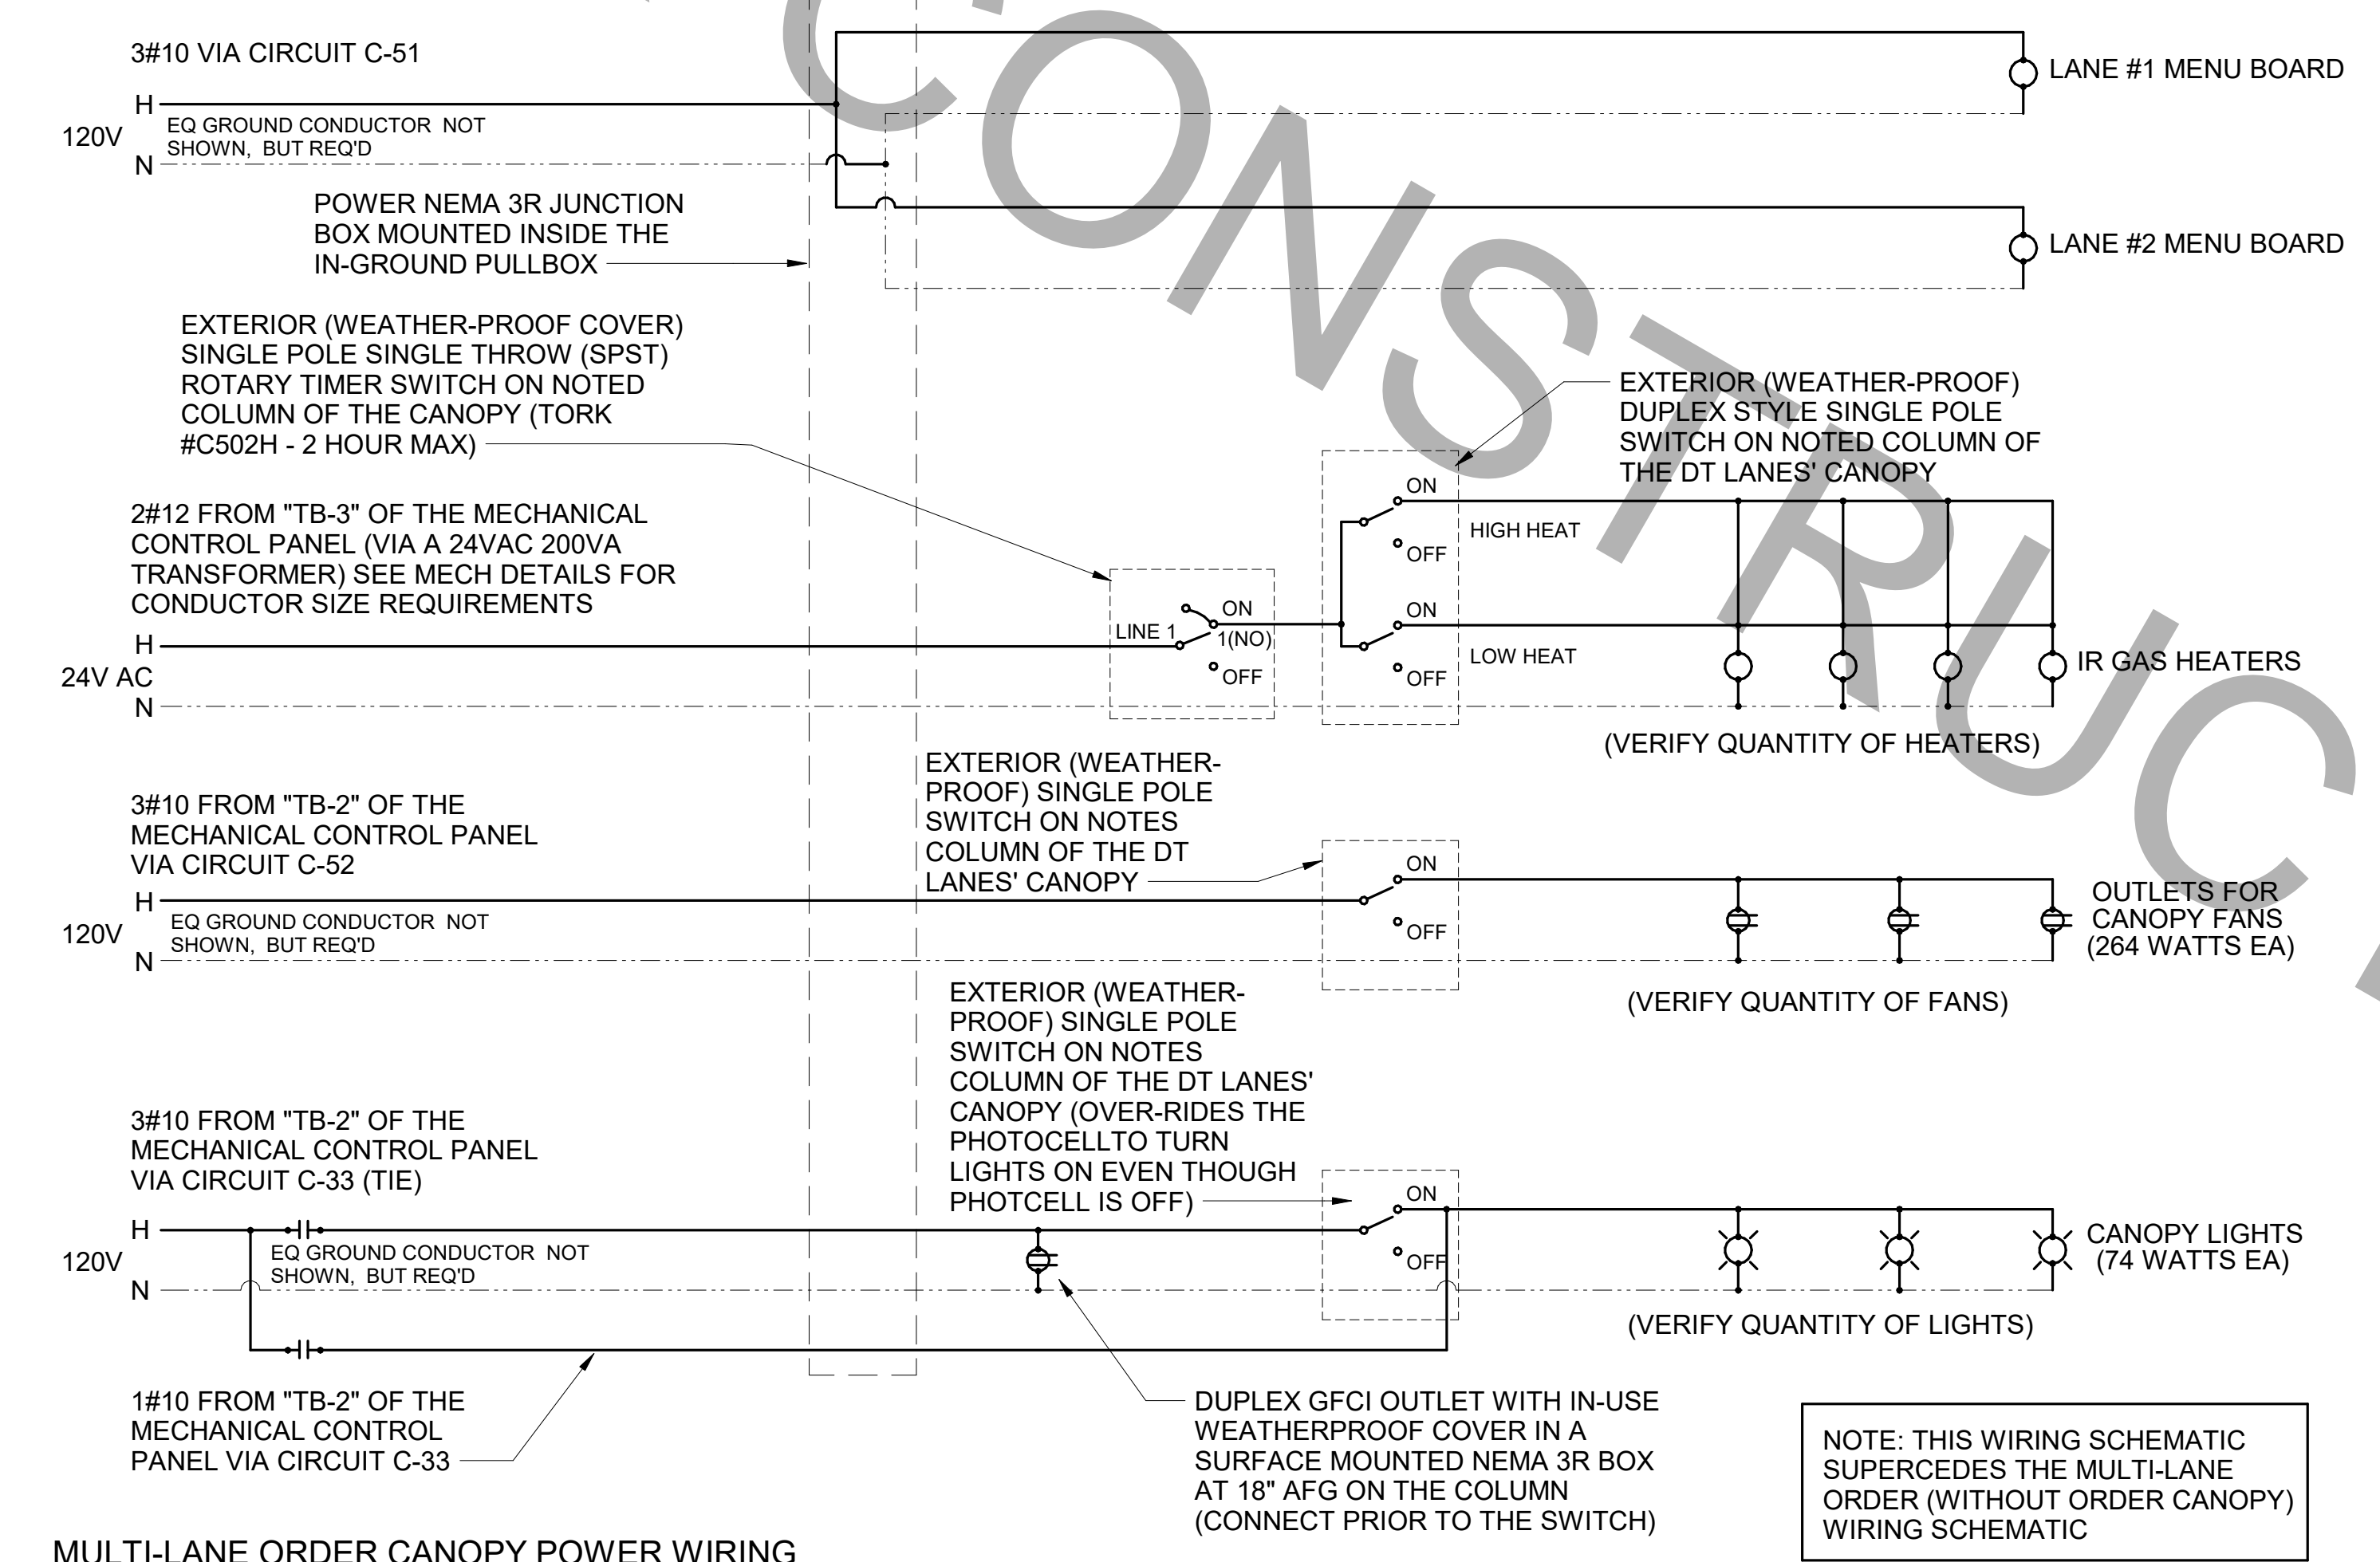 3#10 VIA CIRCUIT C-51
H
120V
EQ GROUND CONDUCTOR NOT
SHOWN, BUT REQ'D
N
LANE #1 MENU BOARD
POWER NEMA 3R JUNCTION
BOX MOUNTED INSIDE THE
IN-GROUND PULLBOX
LANE #2 MENU BOARD
EXTERIOR (WEATHER-PROOF COVER)
SINGLE POLE SINGLE THROW (SPST)
ROTARY TIMER SWITCH ON NOTED
COLUMN OF THE CANOPY (TORK
#C502H - 2 HOUR MAX)
EXTERIOR (WEATHER-PROOF)
DUPLEX STYLE SINGLE POLE
SWITCH ON NOTED COLUMN OF
THE DT LANES' CANOPY
2#12 FROM "TB-3" OF THE MECHANICAL
CONTROL PANEL (VIA A 24VAC 200VA
TRANSFORMER) SEE MECH DETAILS FOR
CONDUCTOR SIZE REQUIREMENTS
H
24V AC
N
LINE 1
ON
1(NO)
OFF
ON
HIGH HEAT
OFF
ON
LOW HEAT
OFF
IR GAS HEATERS
(VERIFY QUANTITY OF HEATERS)
3#10 FROM "TB-2" OF THE
MECHANICAL CONTROL PANEL
VIA CIRCUIT C-52
H
120V
EQ GROUND CONDUCTOR NOT
SHOWN, BUT REQ'D
N
EXTERIOR (WEATHER-
PROOF) SINGLE POLE
SWITCH ON NOTES
COLUMN OF THE DT
LANES' CANOPY
ON
OFF
OUTLETS FOR
CANOPY FANS
(264 WATTS EA)
(VERIFY QUANTITY OF FANS)
EXTERIOR (WEATHER-
PROOF) SINGLE POLE
SWITCH ON NOTES
COLUMN OF THE DT LANES'
CANOPY (OVER-RIDES THE
PHOTOCELLTO TURN
LIGHTS ON EVEN THOUGH
PHOTCELL IS OFF)
3#10 FROM "TB-2" OF THE
MECHANICAL CONTROL PANEL
VIA CIRCUIT C-33 (TIE)
H
120V
EQ GROUND CONDUCTOR NOT
SHOWN, BUT REQ'D
N
ON
OFF
CANOPY LIGHTS
(74 WATTS EA)
(VERIFY QUANTITY OF LIGHTS)
1#10 FROM "TB-2" OF THE
MECHANICAL CONTROL
PANEL VIA CIRCUIT C-33
DUPLEX GFCI OUTLET WITH IN-USE
WEATHERPROOF COVER IN A
SURFACE MOUNTED NEMA 3R BOX
AT 18" AFG ON THE COLUMN
(CONNECT PRIOR TO THE SWITCH)
NOTE: THIS WIRING SCHEMATIC
SUPERCEDES THE MULTI-LANE
ORDER (WITHOUT ORDER CANOPY)
WIRING SCHEMATIC
MULTI-LANE ORDER CANOPY POWER WIRING
CONSTRUC